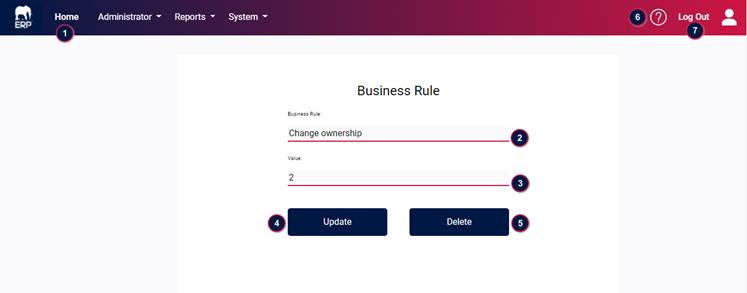 ERP
Home Administrator Reports System 6 ? Log Out
1 7
Business Rule
Business Rule:
Change ownership 2
Value:
2 3
4 Update Delete 5